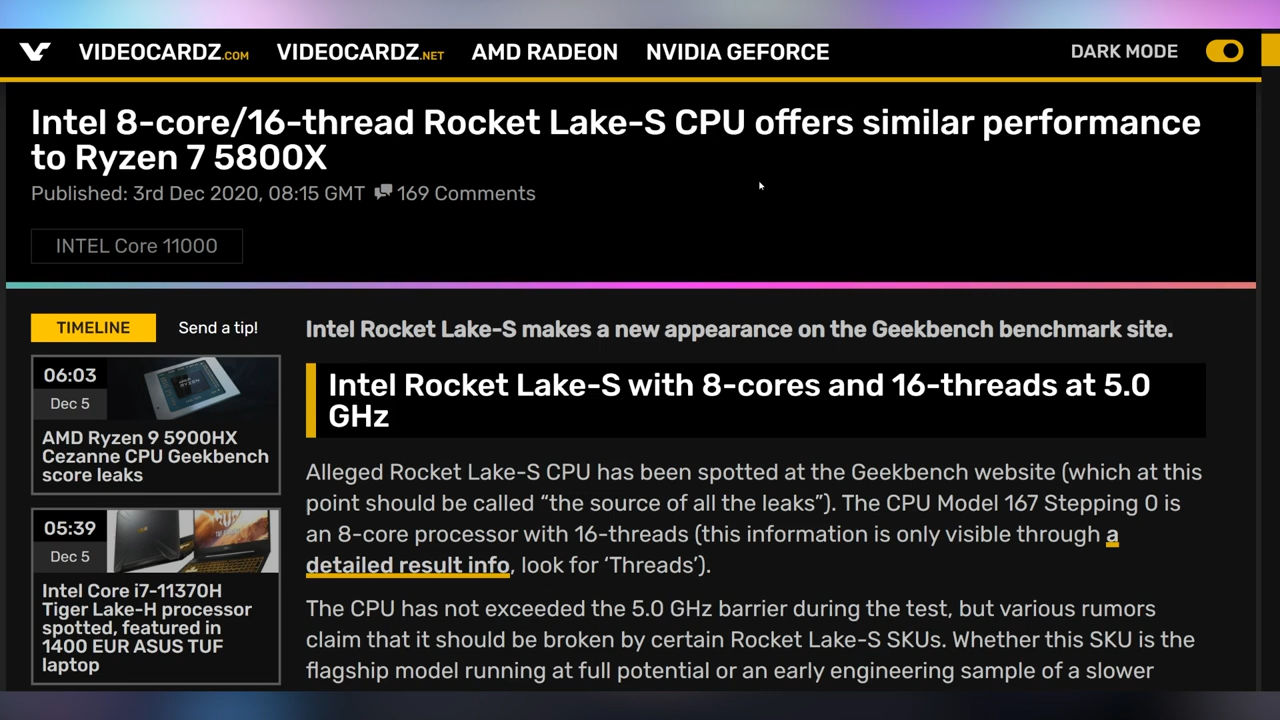 VIDEOCARDZ.COM VIDEOCARDZ.NET AMD RADEON NVIDIA GEFORCE DARK MODE
Intel 8-core/16-thread Rocket Lake-S CPU offers similar performance
to Ryzen 7 5800X
Published: 3rd Dec 2020, 08:15 GMT 169 Comments
INTEL Core 11000
TIMELINE Send a tip!
06:03
Dec 5
AMD Ryzen 9 5900HX
Cezanne CPU Geekbench
score leaks
05:39
Dec 5
Intel Core i7-11370H
Tiger Lake-H processor
spotted, featured in
1400 EUR ASUS TUF
laptop
Intel Rocket Lake-S makes a new appearance on the Geekbench benchmark site.
Intel Rocket Lake-S with 8-cores and 16-threads at 5.0
GHz
Alleged Rocket Lake-S CPU has been spotted at the Geekbench website (which at this
point should be called “the source of all the leaks”). The CPU Model 167 Stepping 0 is
an 8-core processor with 16-threads (this information is only visible through a
detailed result info, look for ‘Threads’).
The CPU has not exceeded the 5.0 GHz barrier during the test, but various rumors
claim that it should be broken by certain Rocket Lake-S SKUs. Whether this SKU is the
flagship model running at full potential or an early engineering sample of a slower